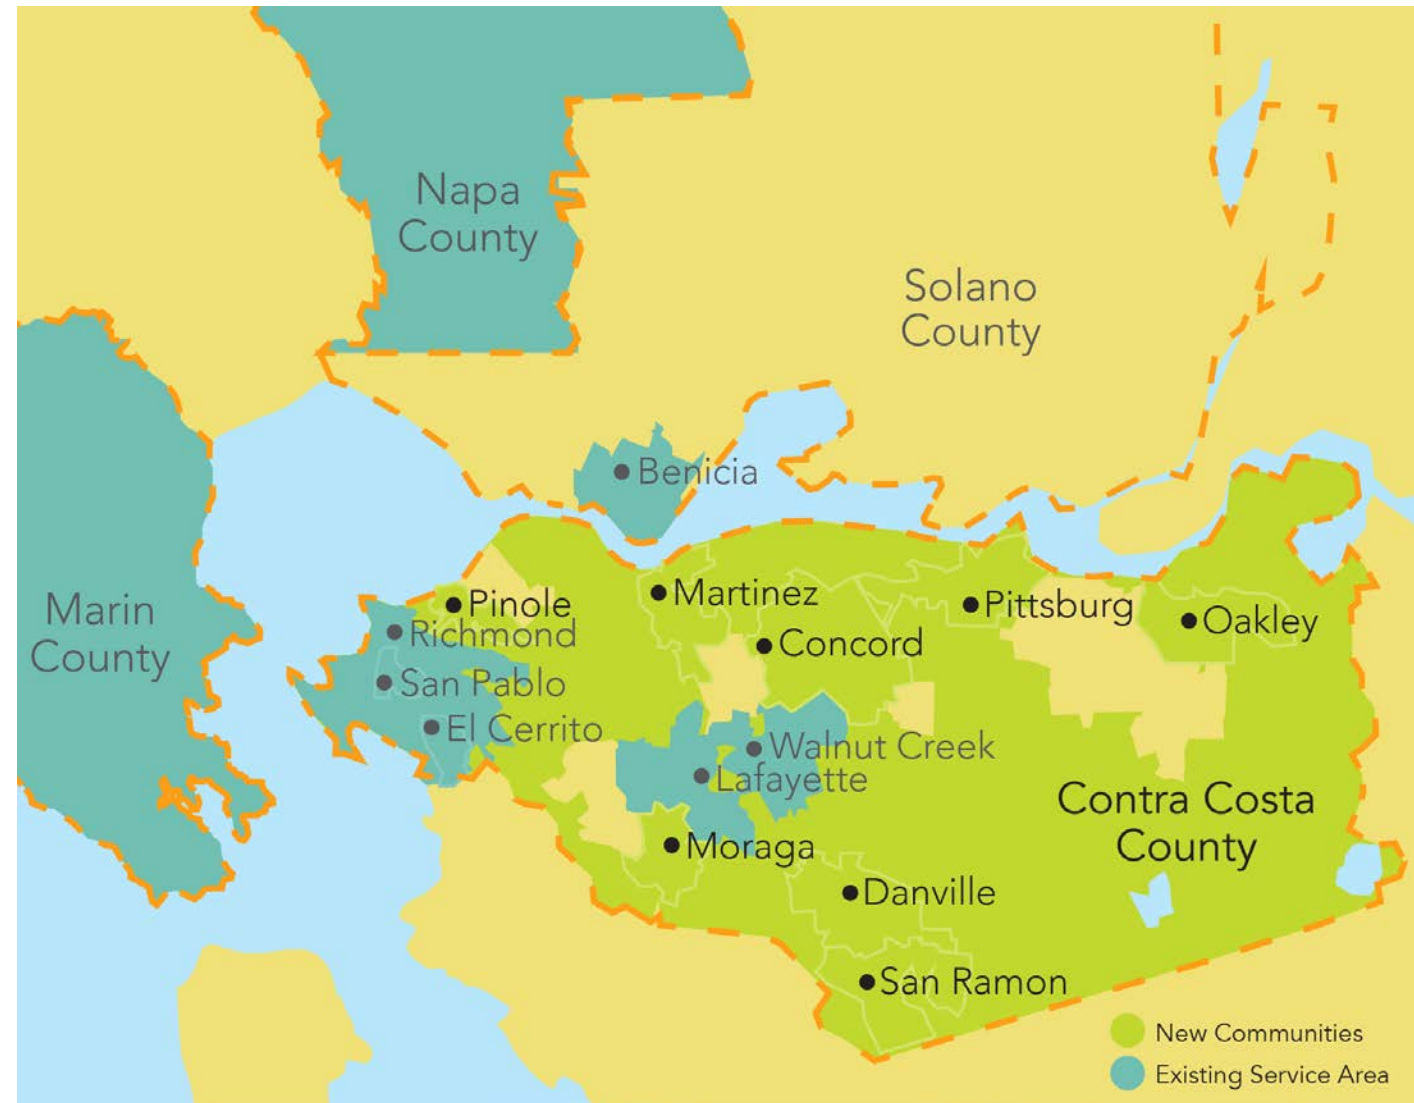 Napa
County
Solano
County
Benicia
Marin
County
Pinole
Richmond
San Pablo
El Cerrito
Martinez
Concord
Pittsburg
Oakley
Walnut Creek
Lafayette
Moraga
Contra Costa
County
Danville
San Ramon
New Communities
Existing Service Area